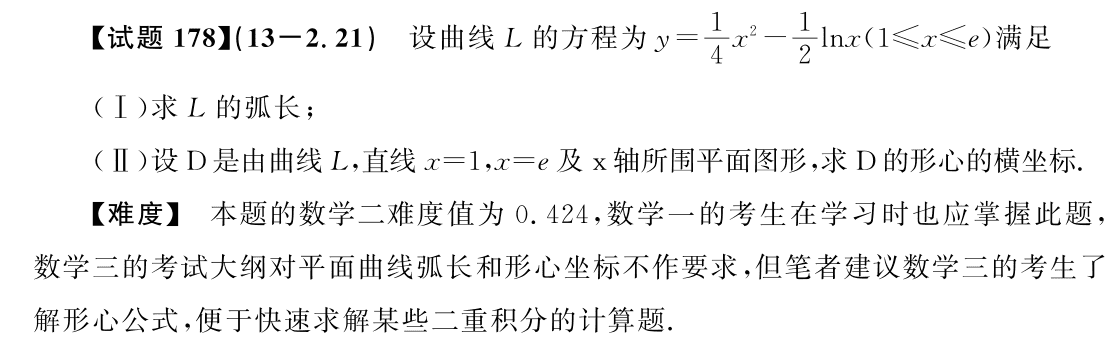 【试题 178】(13－2.21) 设曲线 L 的方程为 y=\frac{1}{4}x^2-\frac{1}{2}lnx(1≤x≤e)满足
(Ⅰ)求 L 的弧长;
(Ⅱ)设 D 是由曲线 L,直线 x=1,x=e 及 x 轴所围平面图形,求 D 的形心的横坐标.
【难度】 本题的数学二难度值为 0.424,数学一的考生在学习时也应掌握此题,
数学三的考试大纲对平面曲线弧长和形心坐标不作要求,但笔者建议数学三的考生了
解形心公式,便于快速求解某些二重积分的计算题.